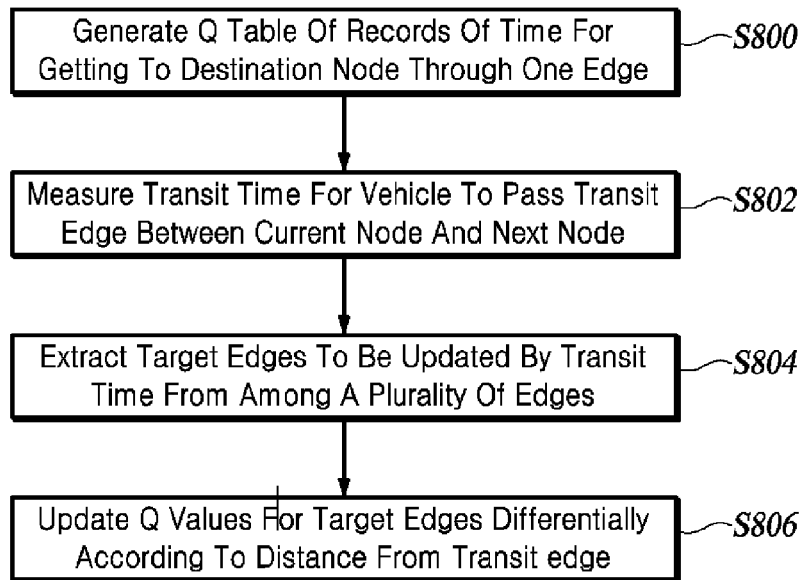 Generate Q Table Of Records Of Time For
Getting To Destination Node Through One Edge
S800
Measure Transit Time For Vehicle To Pass Transit
Edge Between Current Node And Next Node
S802
Extract Target Edges To Be Updated By Transit
Time From Among A Plurality Of Edges
S804
Update Q Values For Target Edges Differentially
According To Distance From Transit edge
S806